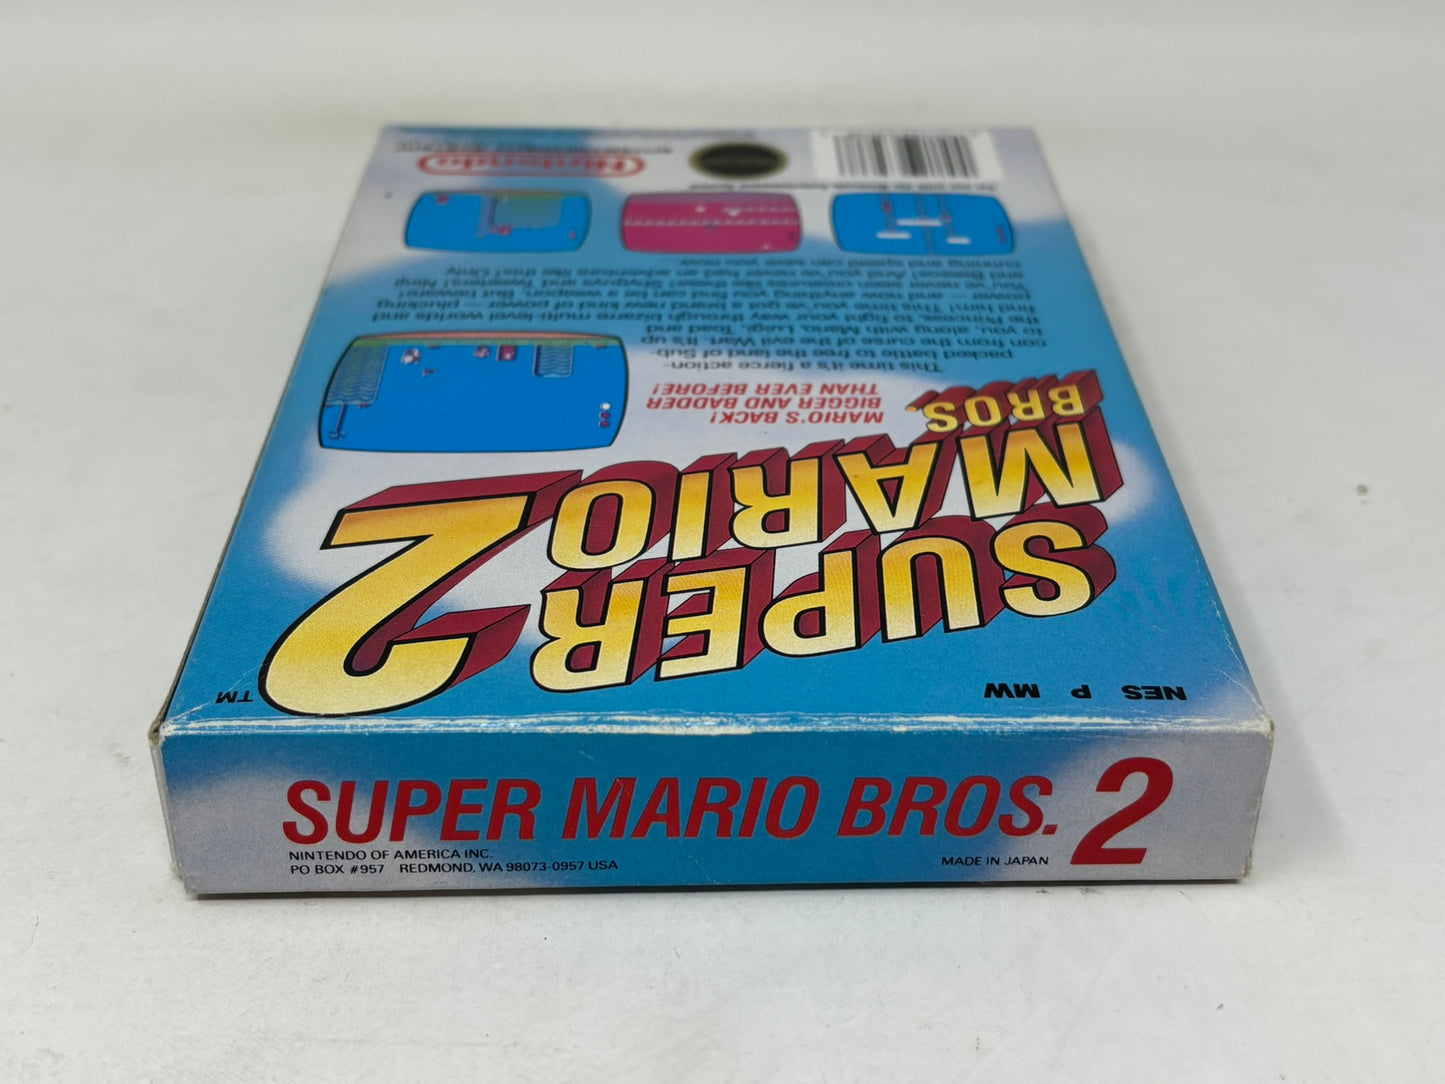 SUPER MARIO BROS. 2
NINTENDO OF AMERICA INC.
PO BOX #957 REDMOND, WA 98073-0957 USA
MADE IN JAPAN
NES P MW
SUPER
MARIO
BROS.
2
TM
MARIO'S BACK!
BIGGER AND BADDER
THAN EVER BEFORE!
This time it's a fierce action-
packed battle to free the land of Sub-
con from the curse of the evil Wart. It's up
to you, along with Mario, Luigi, Toad and
the Princess, to fight your way through bizarre multi-level worlds and
find him! This time you've got a brand new kind of power — plucking
power — and now anything you find can be a weapon. But beware!
You've never seen creatures like these! Shyguys and Tweeters! Ninji
and Beezos! And you've never had an adventure like this! Only
cunning and speed can save you now
Nintendo